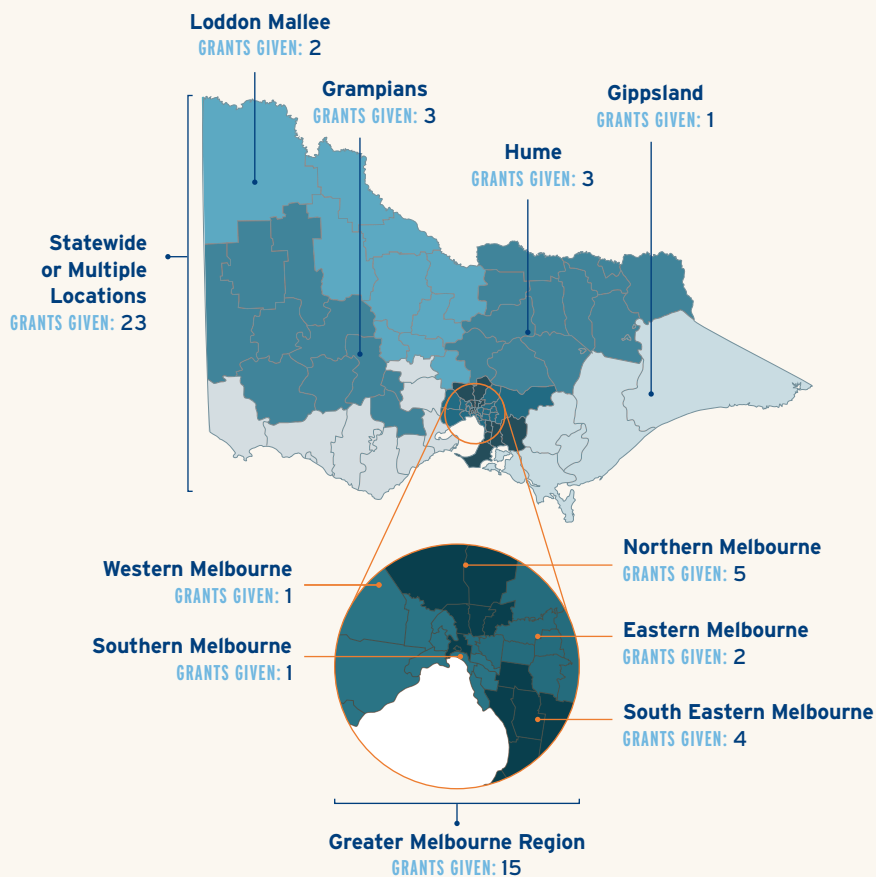 Loddon Mallee
GRANTS GIVEN: 2
Grampians
GRANTS GIVEN: 3
Gippsland
GRANTS GIVEN: 1
Hume
GRANTS GIVEN: 3
Statewide
or Multiple
Locations
GRANTS GIVEN: 23
Western Melbourne
GRANTS GIVEN: 1
Southern Melbourne
GRANTS GIVEN: 1
Northern Melbourne
GRANTS GIVEN: 5
Eastern Melbourne
GRANTS GIVEN: 2
South Eastern Melbourne
GRANTS GIVEN: 4
Greater Melbourne Region
GRANTS GIVEN: 15